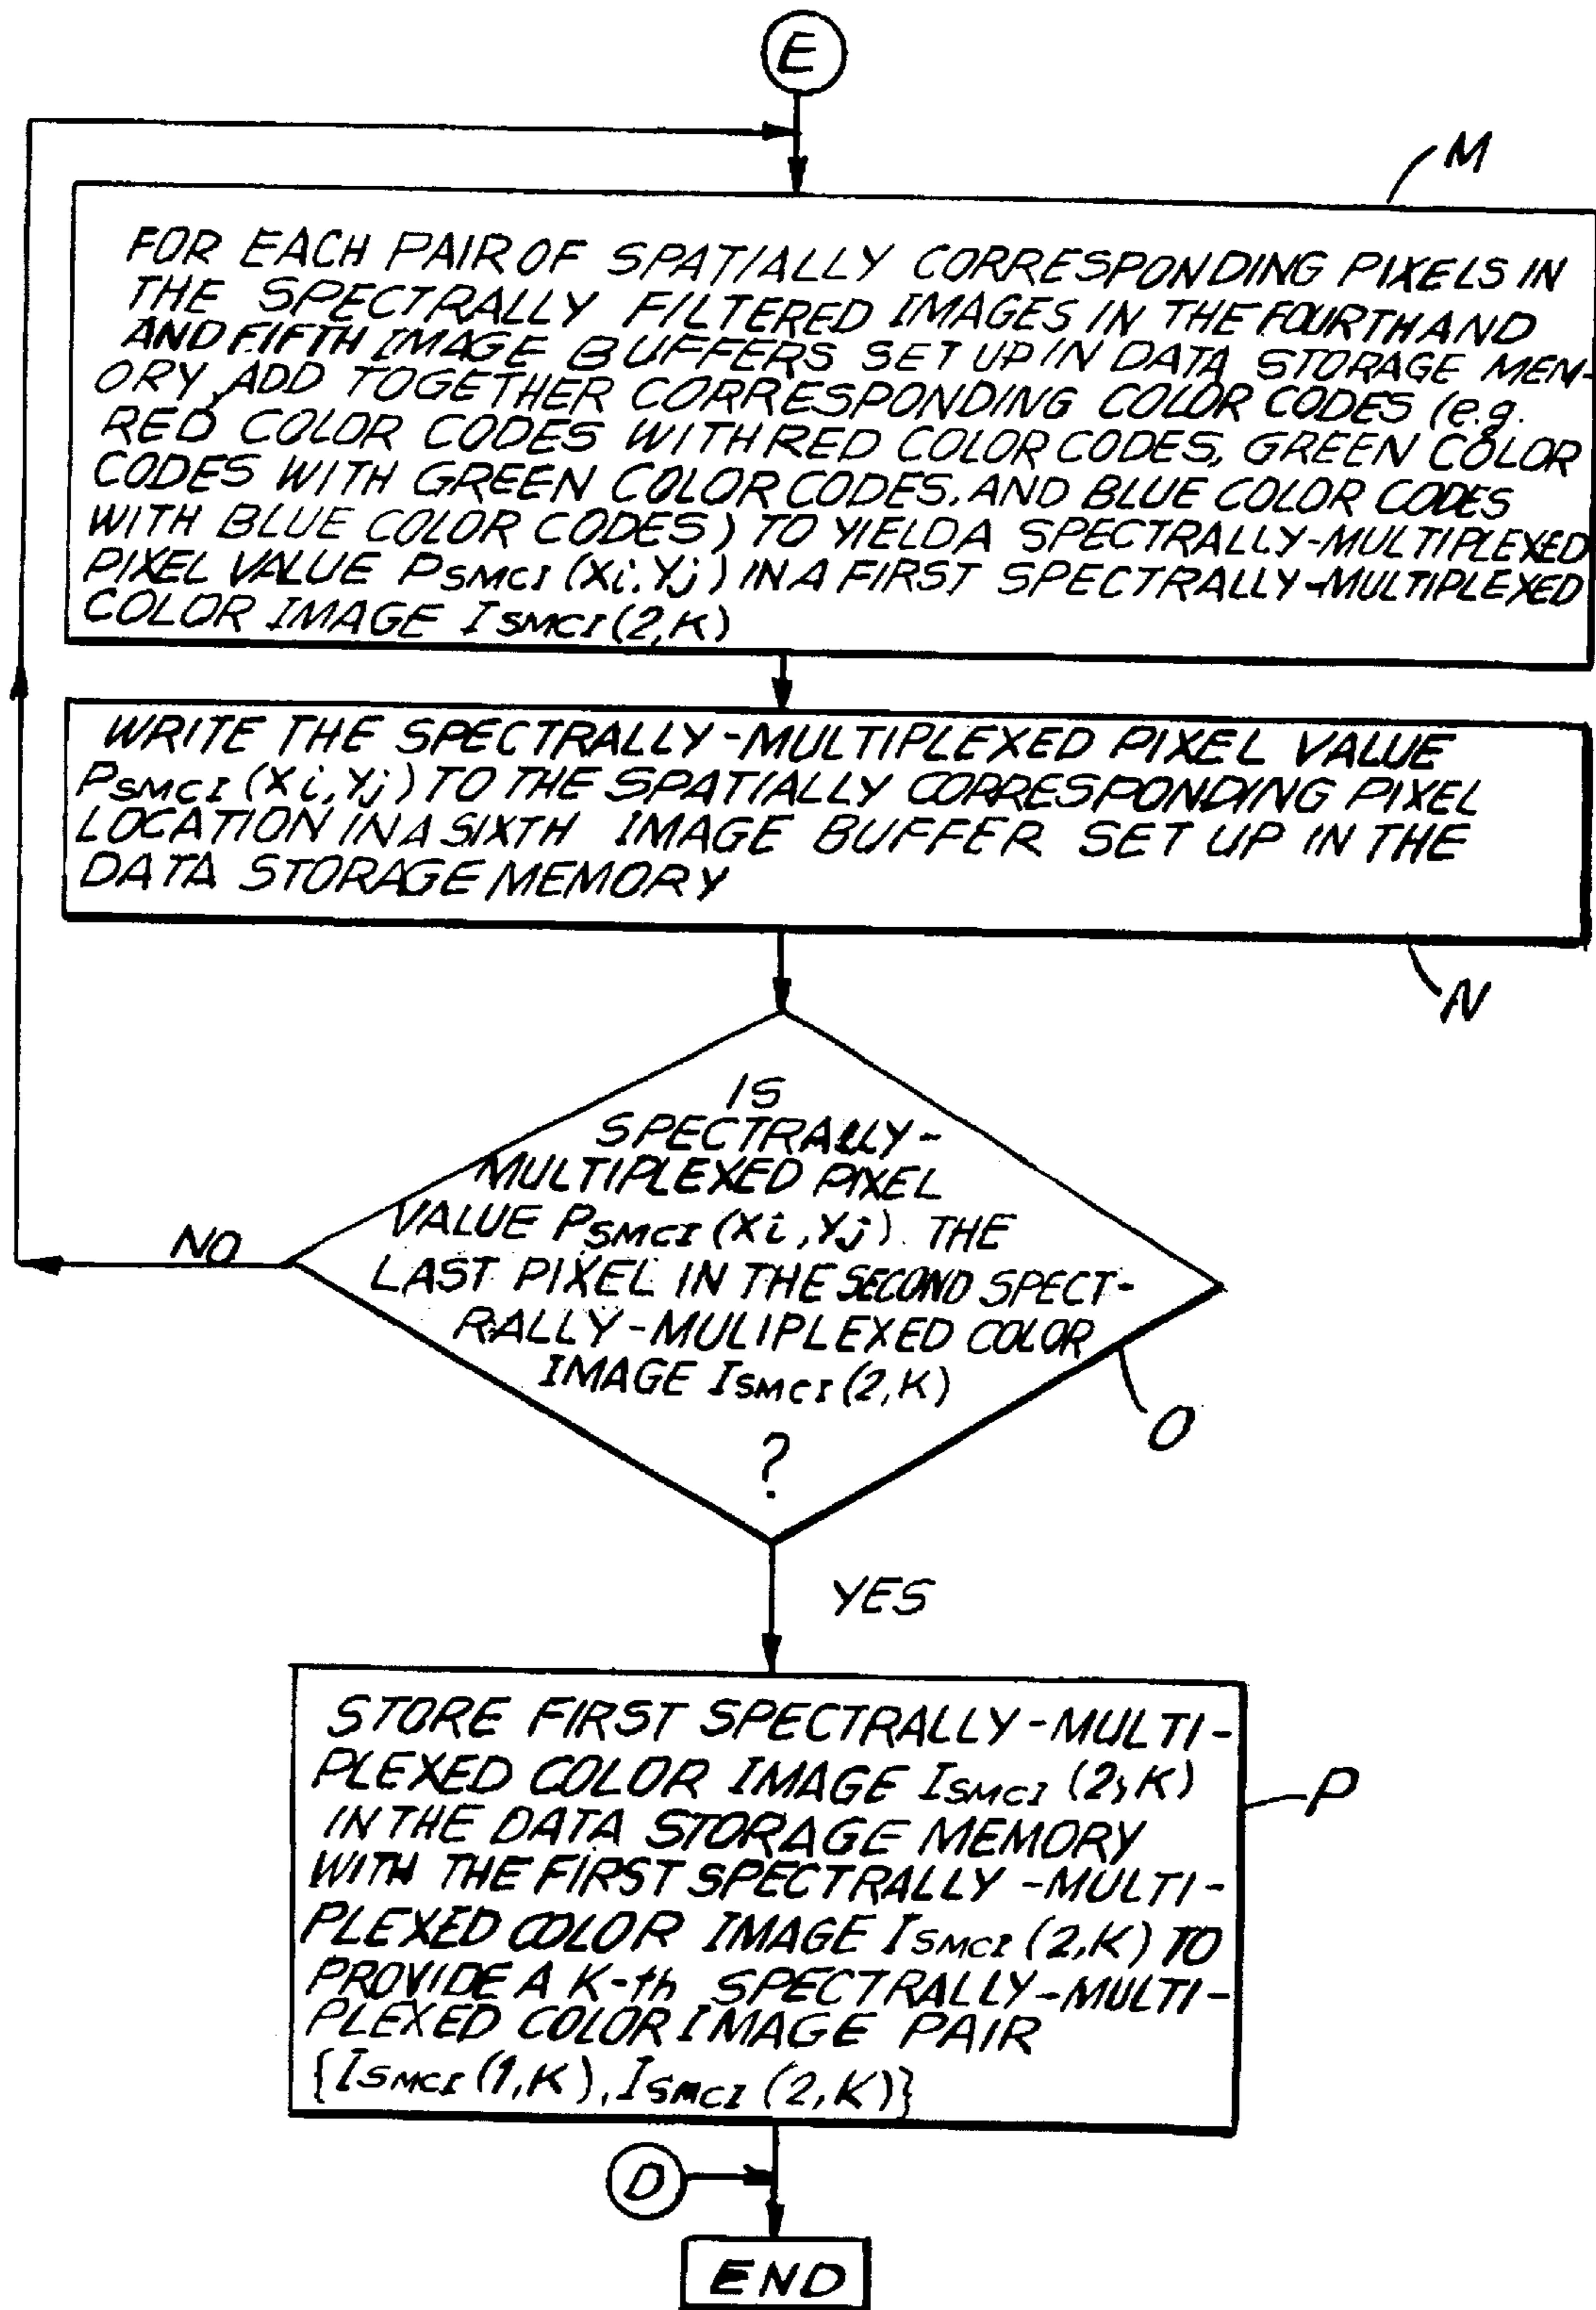 E
M
FOR EACH PAIR OF SPATIALLY CORRESPONDING PIXELS IN
THE SPECTRALLY FILTERED IMAGES IN THE FOURTH AND
AND FIFTH IMAGE BUFFERS SET UP IN DATA STORAGE MEN-
ORY, ADD TOGETHER CORRESPONDING COLOR CODES (e.g.
RED COLOR CODES WITH RED COLOR CODES, GREEN COLOR
CODES WITH GREEN COLOR CODES, AND BLUE COLOR CODES
WITH BLUE COLOR CODES) TO YIELD A SPECTRALLY-MULTIPLEXED
PIXEL VALUE PSMCI (Xi, Yj) IN A FIRST SPECTRALLY-MULTIPLEXED
COLOR IMAGE ISMCI (2,K)
WRITE THE SPECTRALLY-MULTIPLEXED PIXEL VALUE
PSMCI (Xi, Yj) TO THE SPATIALLY CORRESPONDING PIXEL
LOCATION IN A SIXTH IMAGE BUFFER SET UP IN THE
DATA STORAGE MEMORY
N
IS
SPECTRALLY-
MULTIPLEXED PIXEL
VALUE PSMCI (Xi, Yj) THE
LAST PIXEL IN THE SECOND SPECT-
RALLY-MULIPLEXED COLOR
IMAGE ISMCI (2,K)
?
NO
O
YES
STORE FIRST SPECTRALLY-MULTI-
PLEXED COLOR IMAGE ISMCI (2,K)
IN THE DATA STORAGE MEMORY
WITH THE FIRST SPECTRALLY-MULTI-
PLEXED COLOR IMAGE ISMCI (2,K) TO
PROVIDE A K-th SPECTRALLY-MULTI-
PLEXED COLOR IMAGE PAIR
{ISMCI (1,K), ISMCI (2,K)}
P
D
END